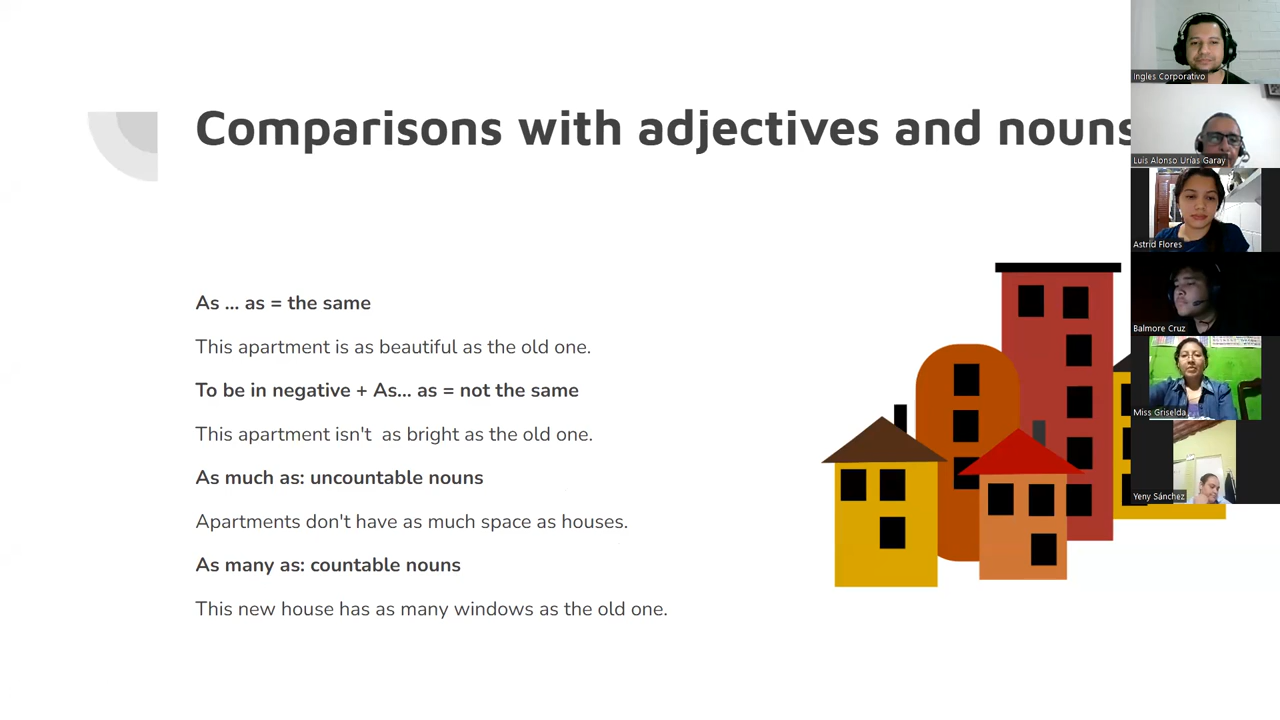 Comparisons with adjectives and nouns
As ... as = the same
This apartment is as beautiful as the old one.
To be in negative + As... as = not the same
This apartment isn't  as bright as the old one.
As much as: uncountable nouns
Apartments don't have as much space as houses.
As many as: countable nouns
This new house has as many windows as the old one.
Ingles Corporativo
Luis Alonso Urías Garay
Astrid Flores
Balmore Cruz
Miss Griselda
Yeny Sánchez